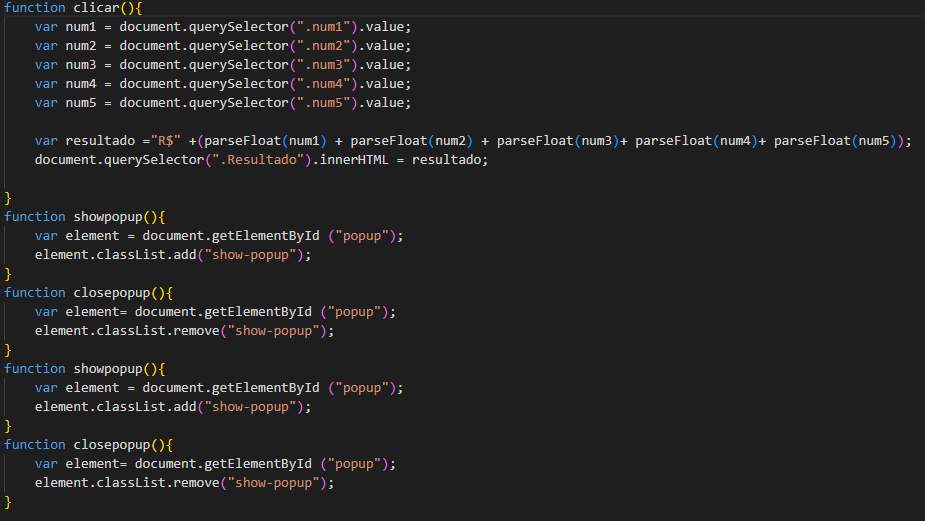 function clicar(){
    var num1 = document.querySelector(".num1").value;
    var num2 = document.querySelector(".num2").value;
    var num3 = document.querySelector(".num3").value;
    var num4 = document.querySelector(".num4").value;
    var num5 = document.querySelector(".num5").value;

    var resultado ="R$" +(parseFloat(num1) + parseFloat(num2) + parseFloat(num3)+ parseFloat(num4)+ parseFloat(num5));
    document.querySelector(".Resultado").innerHTML = resultado;

}
function showpopup(){
    var element = document.getElementById ("popup");
    element.classList.add("show-popup");
}
function closepopup(){
    var element= document.getElementById ("popup");
    element.classList.remove("show-popup");
}
function showpopup(){
    var element = document.getElementById ("popup");
    element.classList.add("show-popup");
}
function closepopup(){
    var element= document.getElementById ("popup");
    element.classList.remove("show-popup");
}